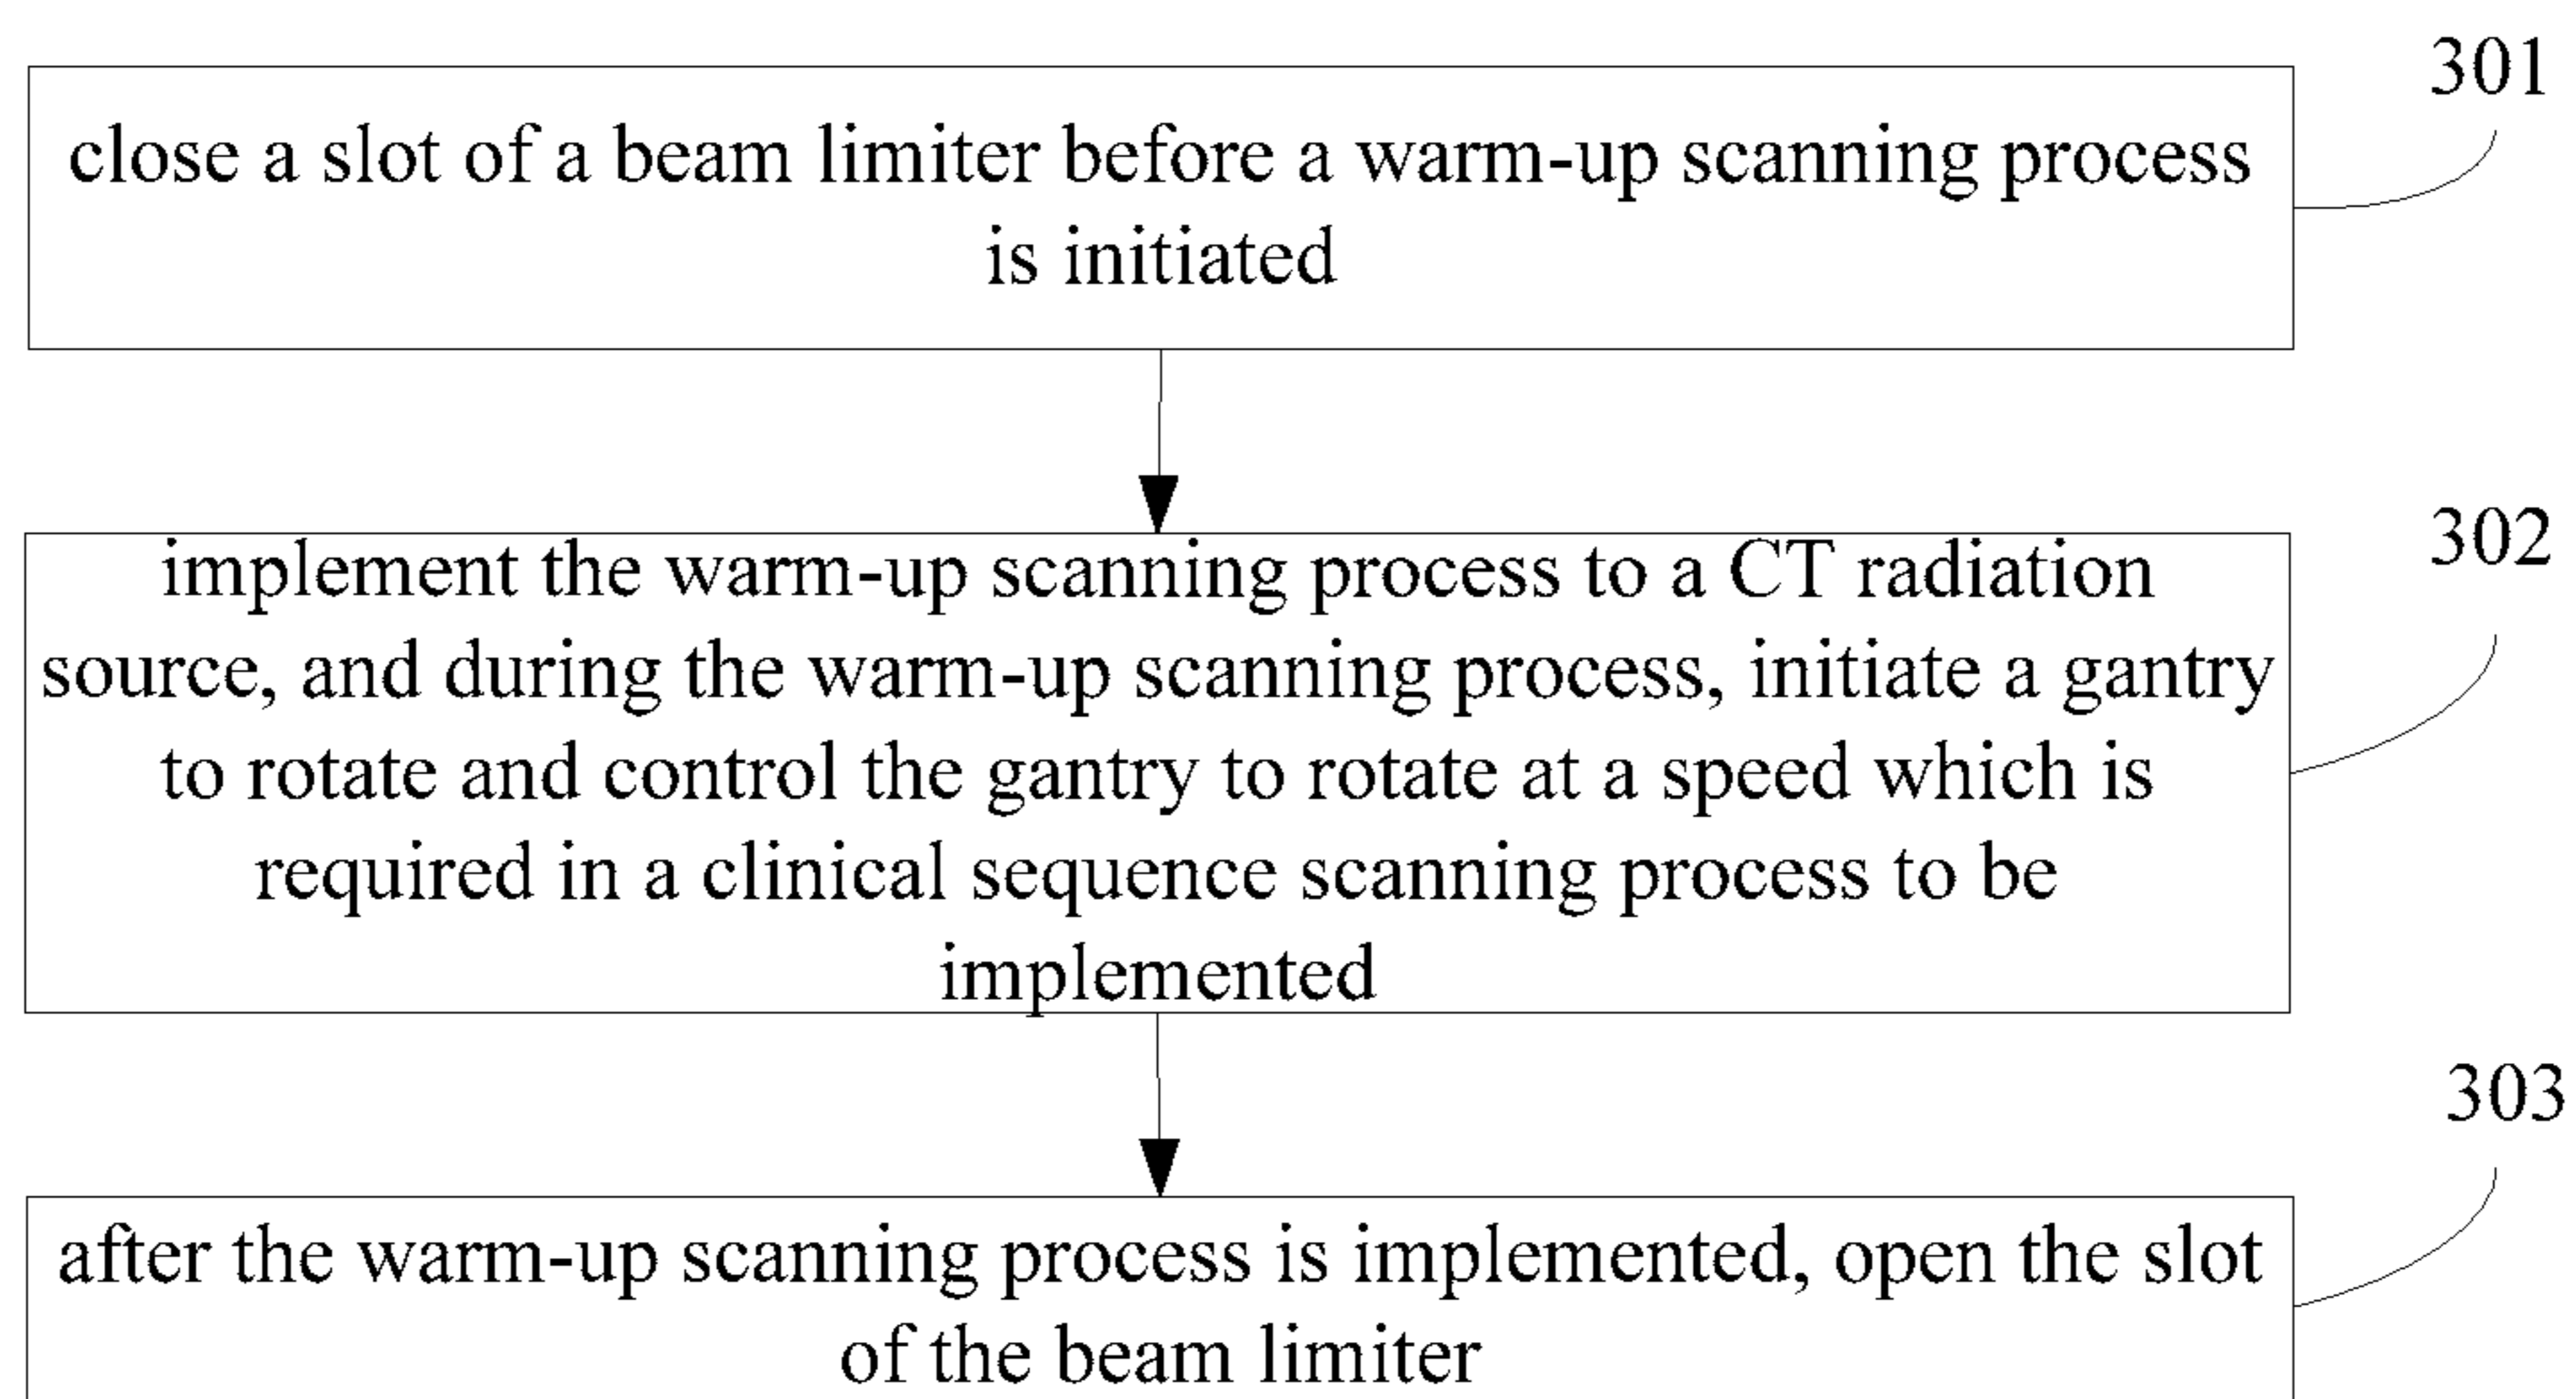 301
close a slot of a beam limiter before a warm-up scanning process
is initiated
302
implement the warm-up scanning process to a CT radiation
source, and during the warm-up scanning process, initiate a gantry
to rotate and control the gantry to rotate at a speed which is
required in a clinical sequence scanning process to be
implemented
303
after the warm-up scanning process is implemented, open the slot
of the beam limiter